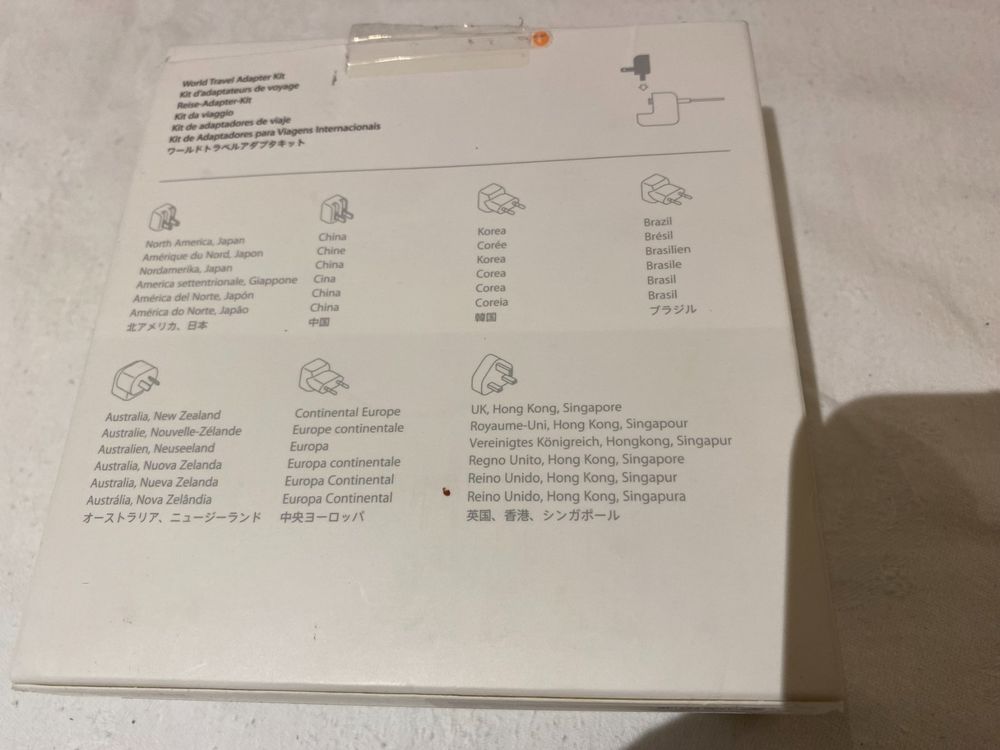 World Travel Adapter Kit
Kit d'adaptateurs de voyage
Reise-Adapter-Kit
Kit da viaggio
Kit de adaptadores de viaje
Kit de Adaptadores para Viagens Internacionais
ワールドトラベルアダプタキット
North America, Japan
Amérique du Nord, Japon
Nordamerika, Japan
America settentrionale, Giappone
América del Norte, Japón
América do Norte, Japão
北アメリカ、日本
China
Chine
China
Cina
China
China
中国
Korea
Corée
Korea
Corea
Corea
Coreia
韓国
Brazil
Brésil
Brasilien
Brasile
Brasil
Brasil
ブラジル
Australia, New Zealand
Australie, Nouvelle-Zélande
Australien, Neuseeland
Australia, Nuova Zelanda
Australia, Nueva Zelanda
Austrália, Nova Zelândia
オーストラリア、ニュージーランド
Continental Europe
Europe continentale
Europa
Europa continentale
Europa Continental
Europa Continental
中央ヨーロッパ
UK, Hong Kong, Singapore
Royaume-Uni, Hong Kong, Singapour
Vereinigtes Königreich, Hongkong, Singapur
Regno Unito, Hong Kong, Singapore
Reino Unido, Hong Kong, Singapur
Reino Unido, Hong Kong, Singapura
英国、香港、シンガポール